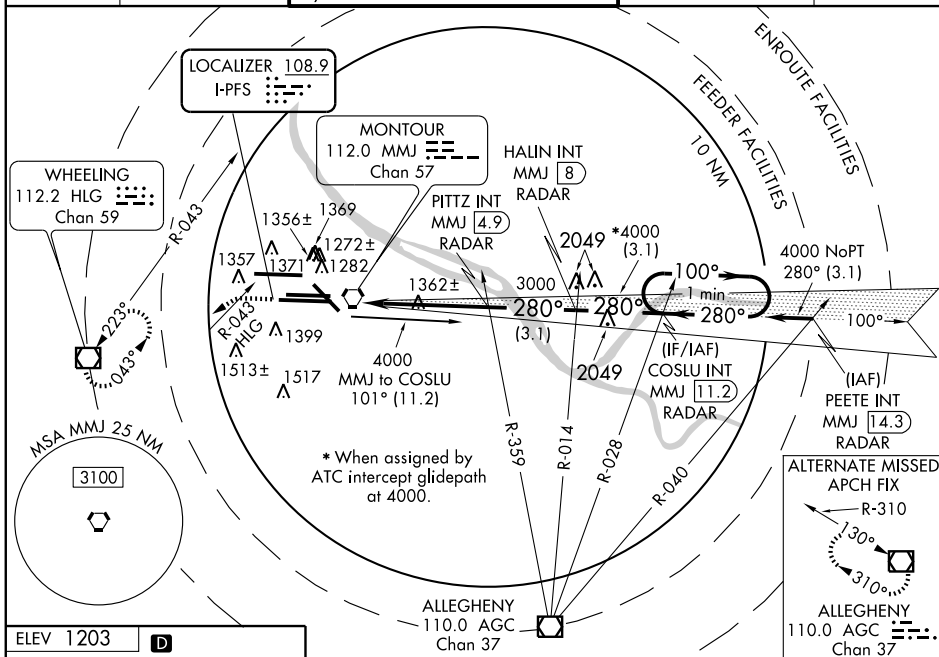 ENROUTE FACILITIES
FEEDER FACILITIES
10 NM
LOCALIZER 108.9
I-PFS
MONTOUR
112.0 MMJ
Chan 57
HALIN INT
MMJ 8
RADAR
WHEELING
112.2 HLG
Chan 59
R-043
PITTZ INT
MMJ 4.9
RADAR
1356±
1369
1272±
1282
1357
1371
2049
*4000
(3.1)
4000 NoPT
280° (3.1)
100°
1 min
280°
1362±
3000
280°
(3.1)
280°
100°
R-043
HLG
1399
1513±
1517
4000
MMJ to COSLU
101° (11.2)
2049
(IF/IAF)
COSLU INT
MMJ 11.2
RADAR
(IAF)
PEETE INT
MMJ 14.3
RADAR
223°
043°
R-359
R-014
R-028
R-040
MSA MMJ 25 NM
3100
* When assigned by
ATC intercept glidepath
at 4000.
ALTERNATE MISSED
APCH FIX
R-310
130°
310°
ALLEGHENY
110.0 AGC
Chan 37
ALLEGHENY
110.0 AGC
Chan 37
ELEV 1203
D